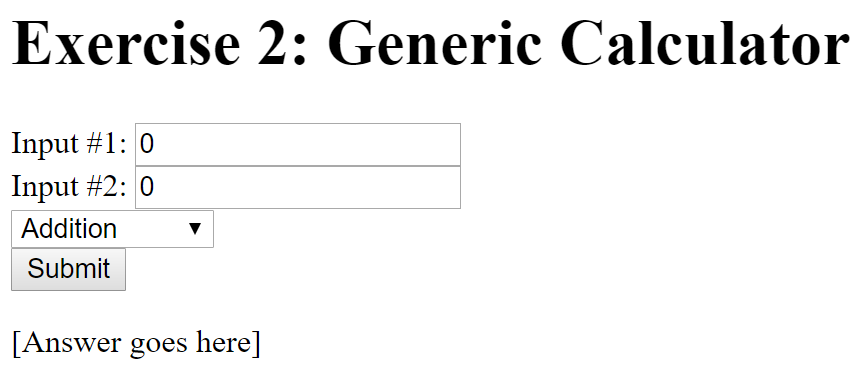 Exercise 2: Generic Calculator
Input #1: 0
Input #2: 0
Addition
Submit
[Answer goes here]